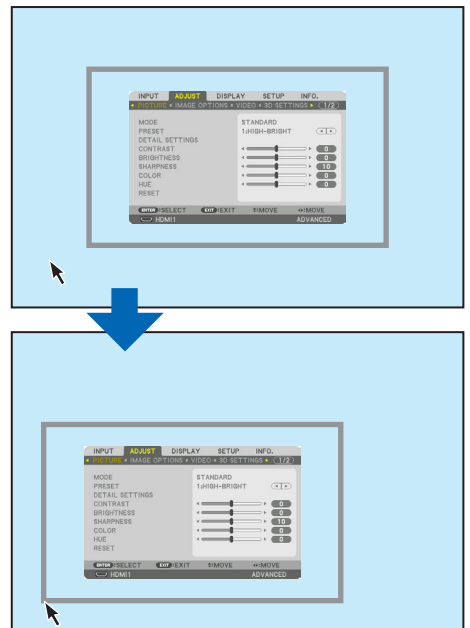 INPUT ADJUST DISPLAY SETUP INFO.
PICTURE • IMAGE OPTIONS • VIDEO • 3D SETTINGS 1/2
MODE STANDARD
PRESET 1:HIGH-BRIGHT
DETAIL SETTINGS
CONTRAST 0
BRIGHTNESS 0
SHARPNESS 10
COLOR 0
HUE 0
RESET
ENTER:SELECT EXIT:EXIT ↕:MOVE ↔:MOVE
HDMI1 ADVANCED
INPUT ADJUST DISPLAY SETUP INFO.
PICTURE • IMAGE OPTIONS • VIDEO • 3D SETTINGS 1/2
MODE STANDARD
PRESET 1:HIGH-BRIGHT
DETAIL SETTINGS
CONTRAST 0
BRIGHTNESS 0
SHARPNESS 10
COLOR 0
HUE 0
RESET
ENTER:SELECT EXIT:EXIT ↕:MOVE ↔:MOVE
HDMI1 ADVANCED